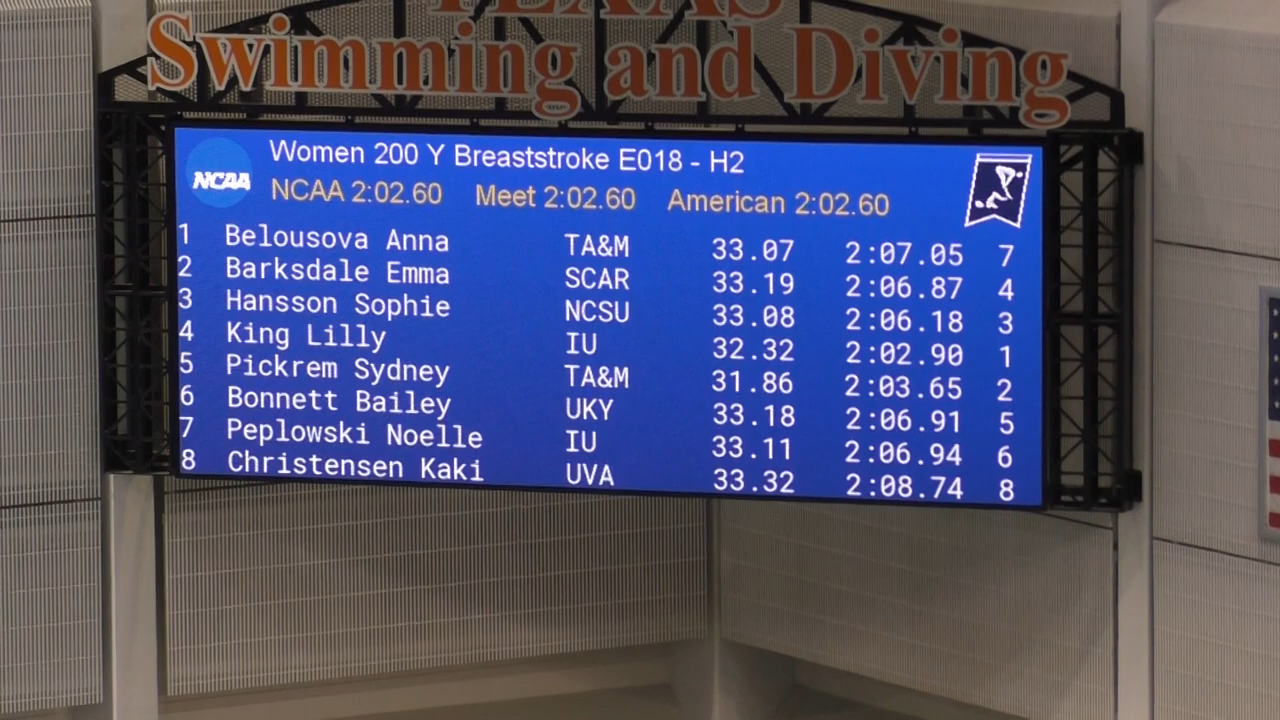 TEXAS
Swimming and Diving
NCAA
Women 200 Y Breaststroke E018 - H2
NCAA 2:02.60 Meet 2:02.60 American 2:02.60
1 Belousova Anna TA&M 33.07 2:07.05 7
2 Barksdale Emma SCAR 33.19 2:06.87 4
3 Hansson Sophie NCSU 33.08 2:06.18 3
4 King Lilly IU 32.32 2:02.90 1
5 Pickrem Sydney TA&M 31.86 2:03.65 2
6 Bonnett Bailey UKY 33.18 2:06.91 5
7 Peplowski Noelle IU 33.11 2:06.94 6
8 Christensen Kaki UVA 33.32 2:08.74 8